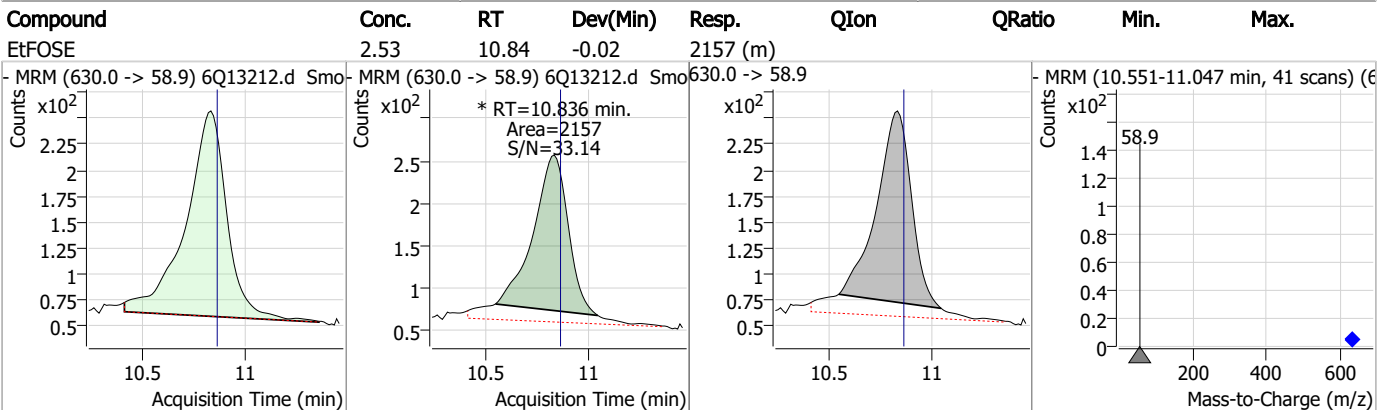 Compound Conc. RT Dev(Min) Resp. QIon QRatio Min. Max.
EtFOSE 2.53 10.84 -0.02 2157 (m)
- MRM (630.0 -> 58.9) 6Q13212.d Smo
Counts
x10²
2.25
2
1.75
1.5
1.25
1
0.75
0.5
10.5 11
Acquisition Time (min)
- MRM (630.0 -> 58.9) 6Q13212.d Smo
Counts
x10²
* RT=10.836 min.
Area=2157
S/N=33.14
2.5
2
1.5
1
0.5
10.5 11
Acquisition Time (min)
630.0 -> 58.9
x10²
2.25
2
1.75
1.5
1.25
1
0.75
0.5
10.5 11
- MRM (10.551-11.047 min, 41 scans) (6
Counts
x10²
58.9
1.4
1.2
1
0.8
0.6
0.4
0.2
0
200 400 600
Mass-to-Charge (m/z)